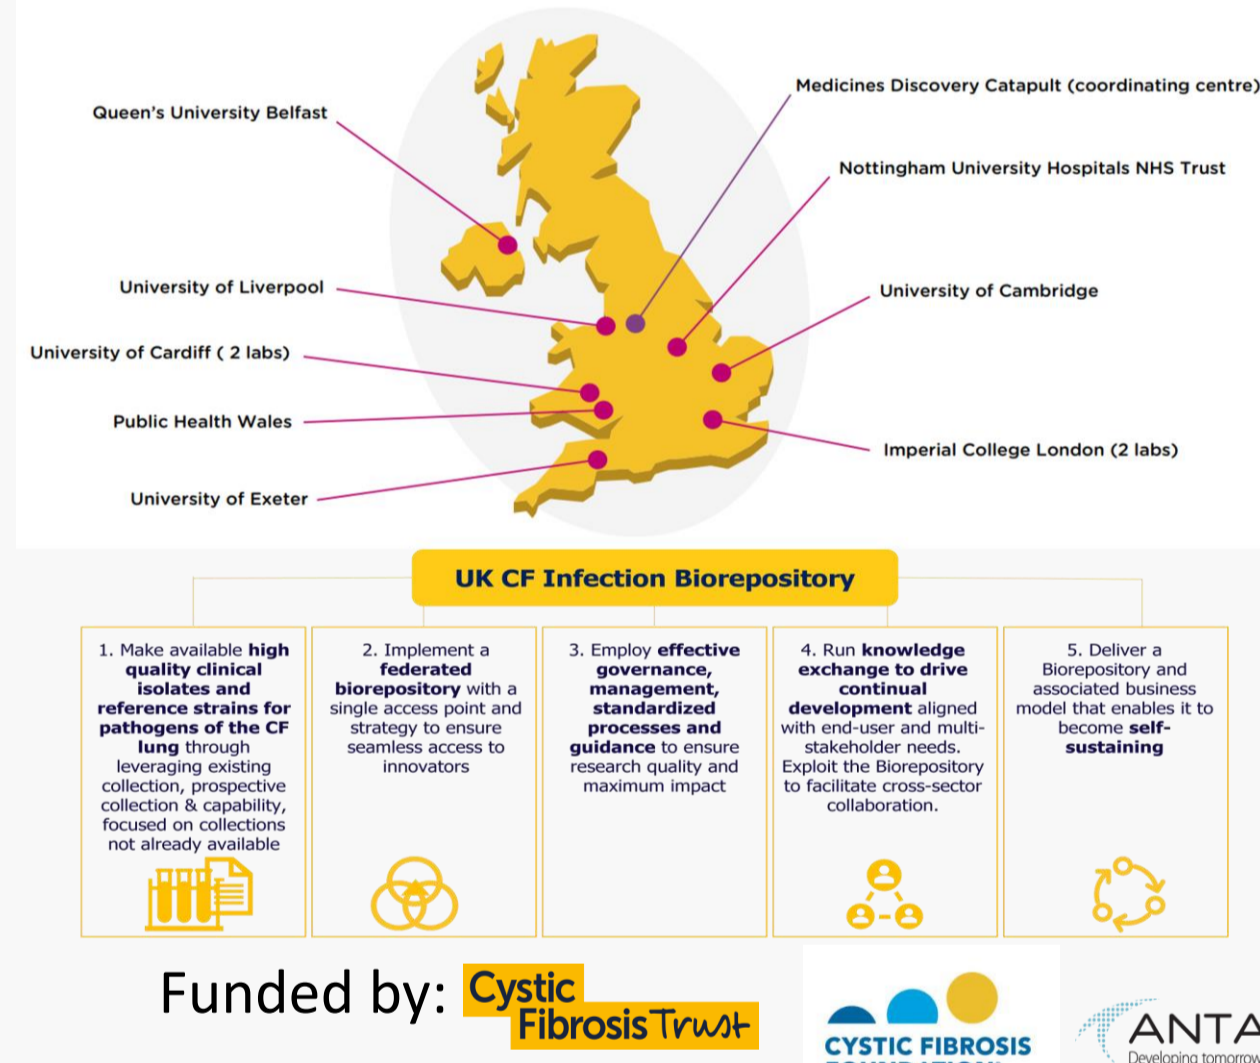 Medicines Discovery Catapult (coordinating centre)
Queen's University Belfast
Nottingham University Hospitals NHS Trust
University of Liverpool
University of Cambridge
University of Cardiff ( 2 labs)
Public Health Wales
Imperial College London (2 labs)
University of Exeter
UK CF Infection Biorepository
1. Make available high
quality clinical
isolates and
reference strains for
pathogens of the CF
lung through
leveraging existing
collection, prospective
collection & capability,
focused on collections
not already available
2. Implement a
federated
biorepository with a
single access point and
strategy to ensure
seamless access to
innovators
3. Employ effective
governance,
management,
standardized
processes and
guidance to ensure
research quality and
maximum impact
4. Run knowledge
exchange to drive
continual
development aligned
with end-user and multi-
stakeholder needs.
Exploit the Biorepository
to facilitate cross-sector
collaboration.
5. Deliver a
Biorepository and
associated business
model that enables it to
become self-
sustaining
Funded by:
Cystic
Fibrosis Trust
CYSTIC FIBROSIS
FOUNDATION
ANTA
Developing tomorrow